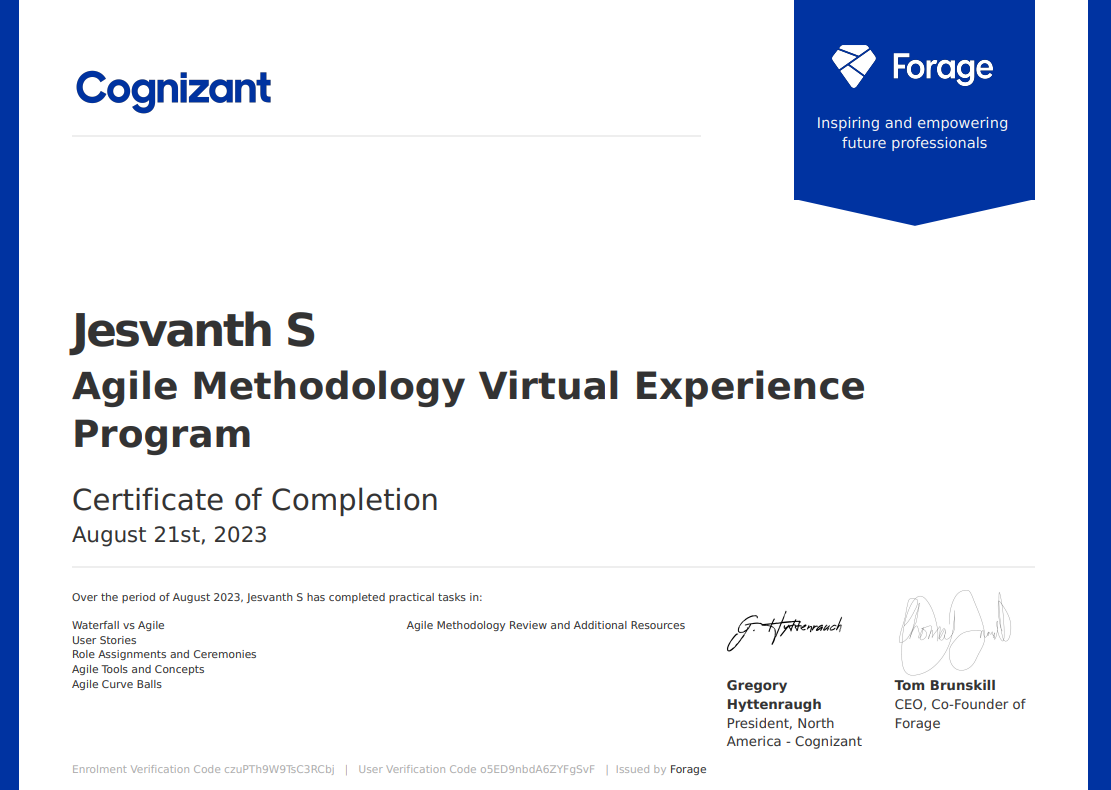 Cognizant
Forage
Inspiring and empowering
future professionals
Jesvanth S
Agile Methodology Virtual Experience
Program
Certificate of Completion
August 21st, 2023
Over the period of August 2023, Jesvanth S has completed practical tasks in:
Waterfall vs Agile
User Stories
Role Assignments and Ceremonies
Agile Tools and Concepts
Agile Curve Balls
Agile Methodology Review and Additional Resources
G. Hyttenrauch
Gregory
Hyttenraugh
President, North
America - Cognizant
Tom Brunskill
CEO, Co-Founder of
Forage
Enrolment Verification Code czuPTh9W9TsC3RCbj | User Verification Code o5ED9nbdA6ZYFgSvF | Issued by Forage